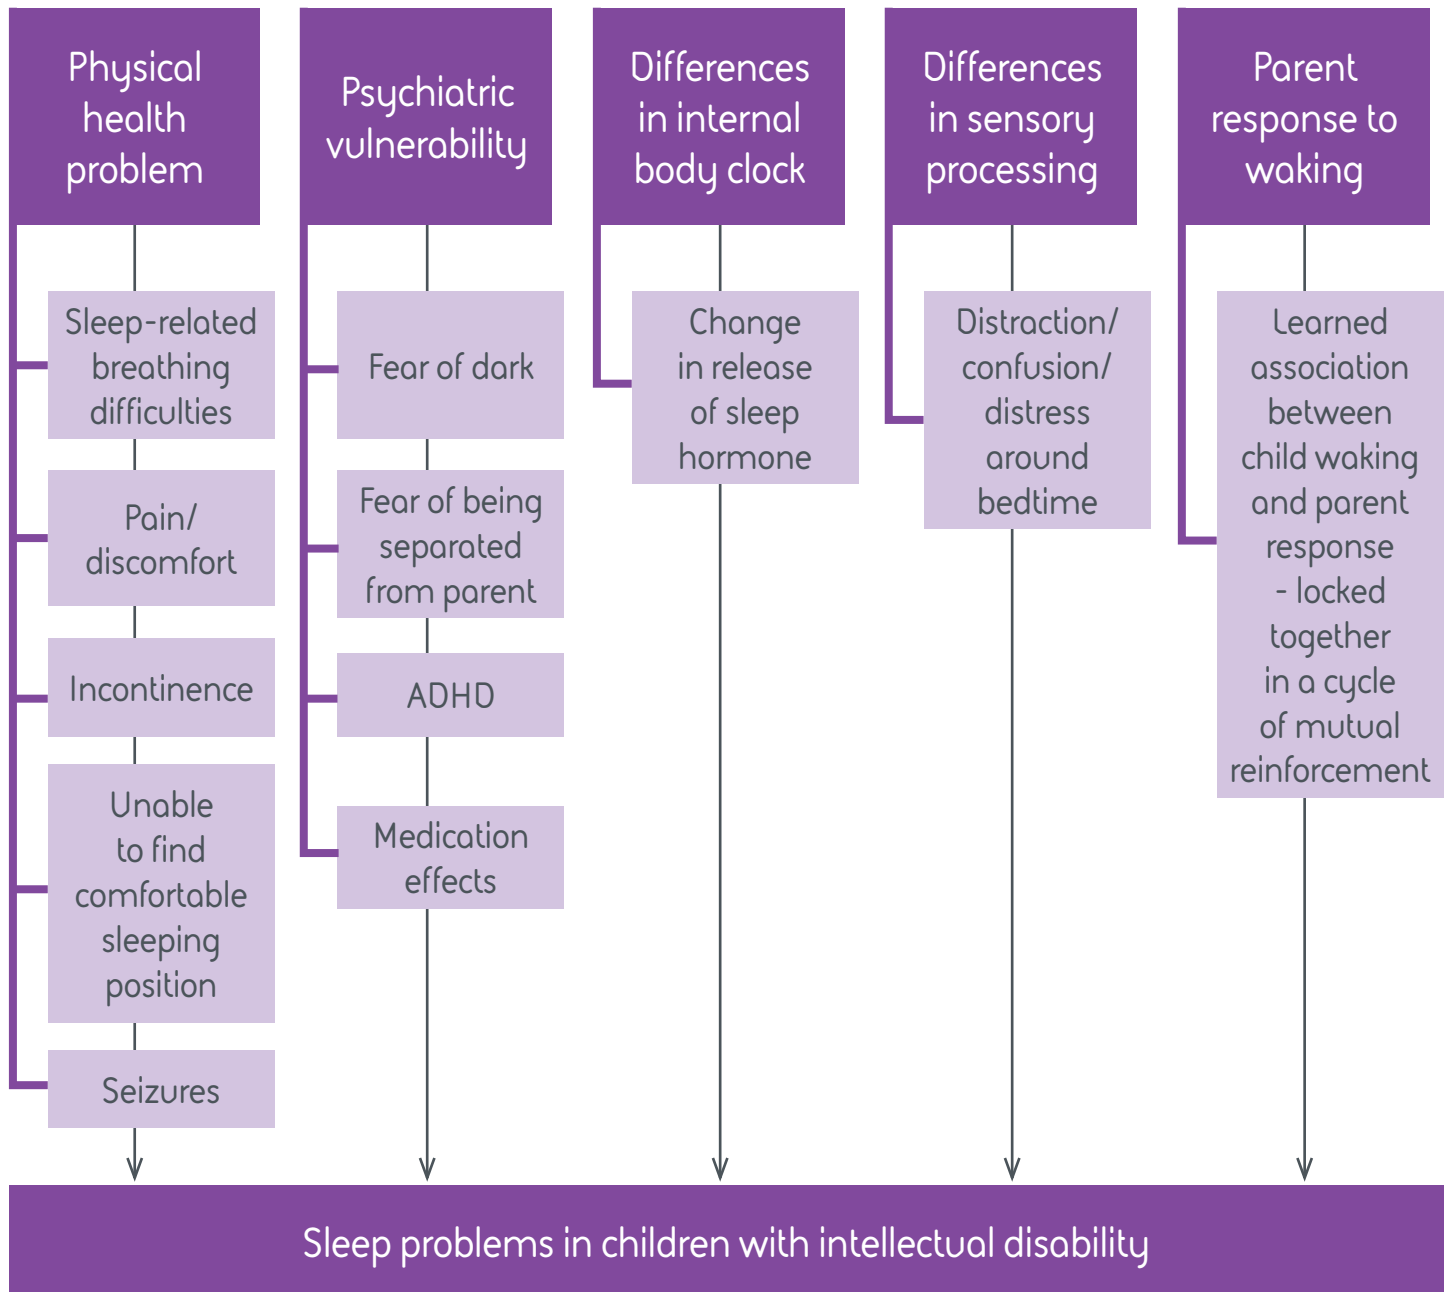 Physical
health
problem
Sleep-related
breathing
difficulties
Pain/
discomfort
Incontinence
Unable
to find
comfortable
sleeping
position
Seizures
Psychiatric
vulnerability
Fear of dark
Fear of being
separated
from parent
ADHD
Medication
effects
Differences
in internal
body clock
Change
in release
of sleep
hormone
Differences
in sensory
processing
Distraction/
confusion/
distress
around
bedtime
Parent
response to
waking
Learned
association
between
child waking
and parent
response
- locked
together
in a cycle
of mutual
reinforcement
Sleep problems in children with intellectual disability